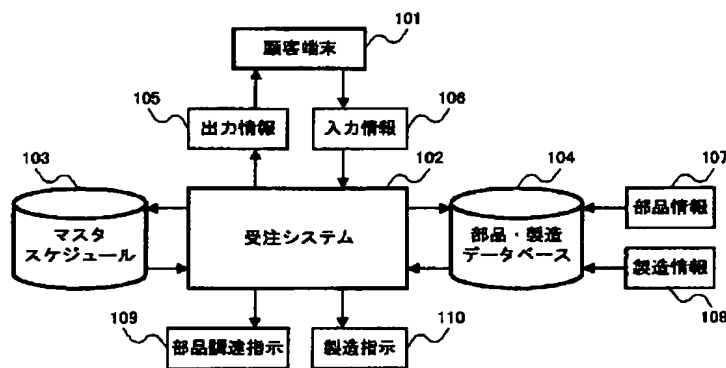 101
顧客端末
105
106
出力情報
入力情報
103
102
104
107
マスタ
スケジュール
受注システム
部品・製造
データベース
部品情報
製造情報
108
109
部品調達指示
製造指示
110